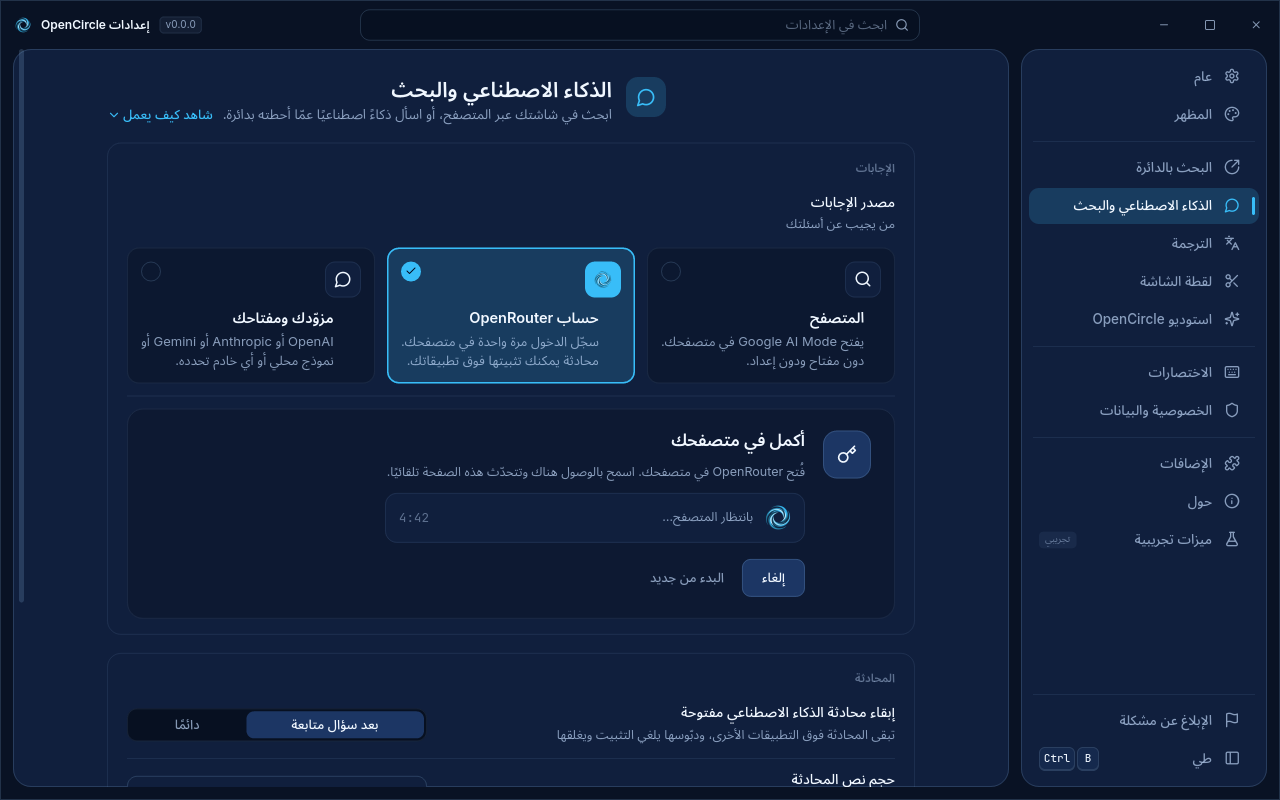 إعدادات OpenCircle
v0.0.0
ابحث في الإعدادات
عام
المظهر
البحث بالدائرة
الذكاء الاصطناعي والبحث
الترجمة
لقطة الشاشة
استوديو OpenCircle
الاختصارات
الخصوصية والبيانات
الإضافات
حول
ميزات تجريبية
تجريبي
الإبلاغ عن مشكلة
طي
Ctrl B
الذكاء الاصطناعي والبحث
ابحث في شاشتك عبر المتصفح، أو اسأل ذكاءً اصطناعيًا عمّا أحطته بدائرة. شاهد كيف يعمل
الإجابات
مصدر الإجابات
من يجيب عن أسئلتك
المتصفح
يفتح Google AI Mode في متصفحك.
دون مفتاح ودون إعداد.
حساب OpenRouter
سجّل الدخول مرة واحدة في متصفحك.
محادثة يمكنك تثبيتها فوق تطبيقاتك.
مزوّدك ومفتاحك
OpenAI أو Anthropic أو Gemini أو
نموذج محلي أو أي خادم تحدده.
أكمل في متصفحك
فُتح OpenRouter في متصفحك. اسمح بالوصول هناك وتتحدّث هذه الصفحة تلقائيًا.
بانتظار المتصفح...
4:42
إلغاء
البدء من جديد
المحادثة
إبقاء محادثة الذكاء الاصطناعي مفتوحة
تبقى المحادثة فوق التطبيقات الأخرى، ودبّوسها يلغي التثبيت ويغلقها
بعد سؤال متابعة
دائمًا
حجم نص المحادثة